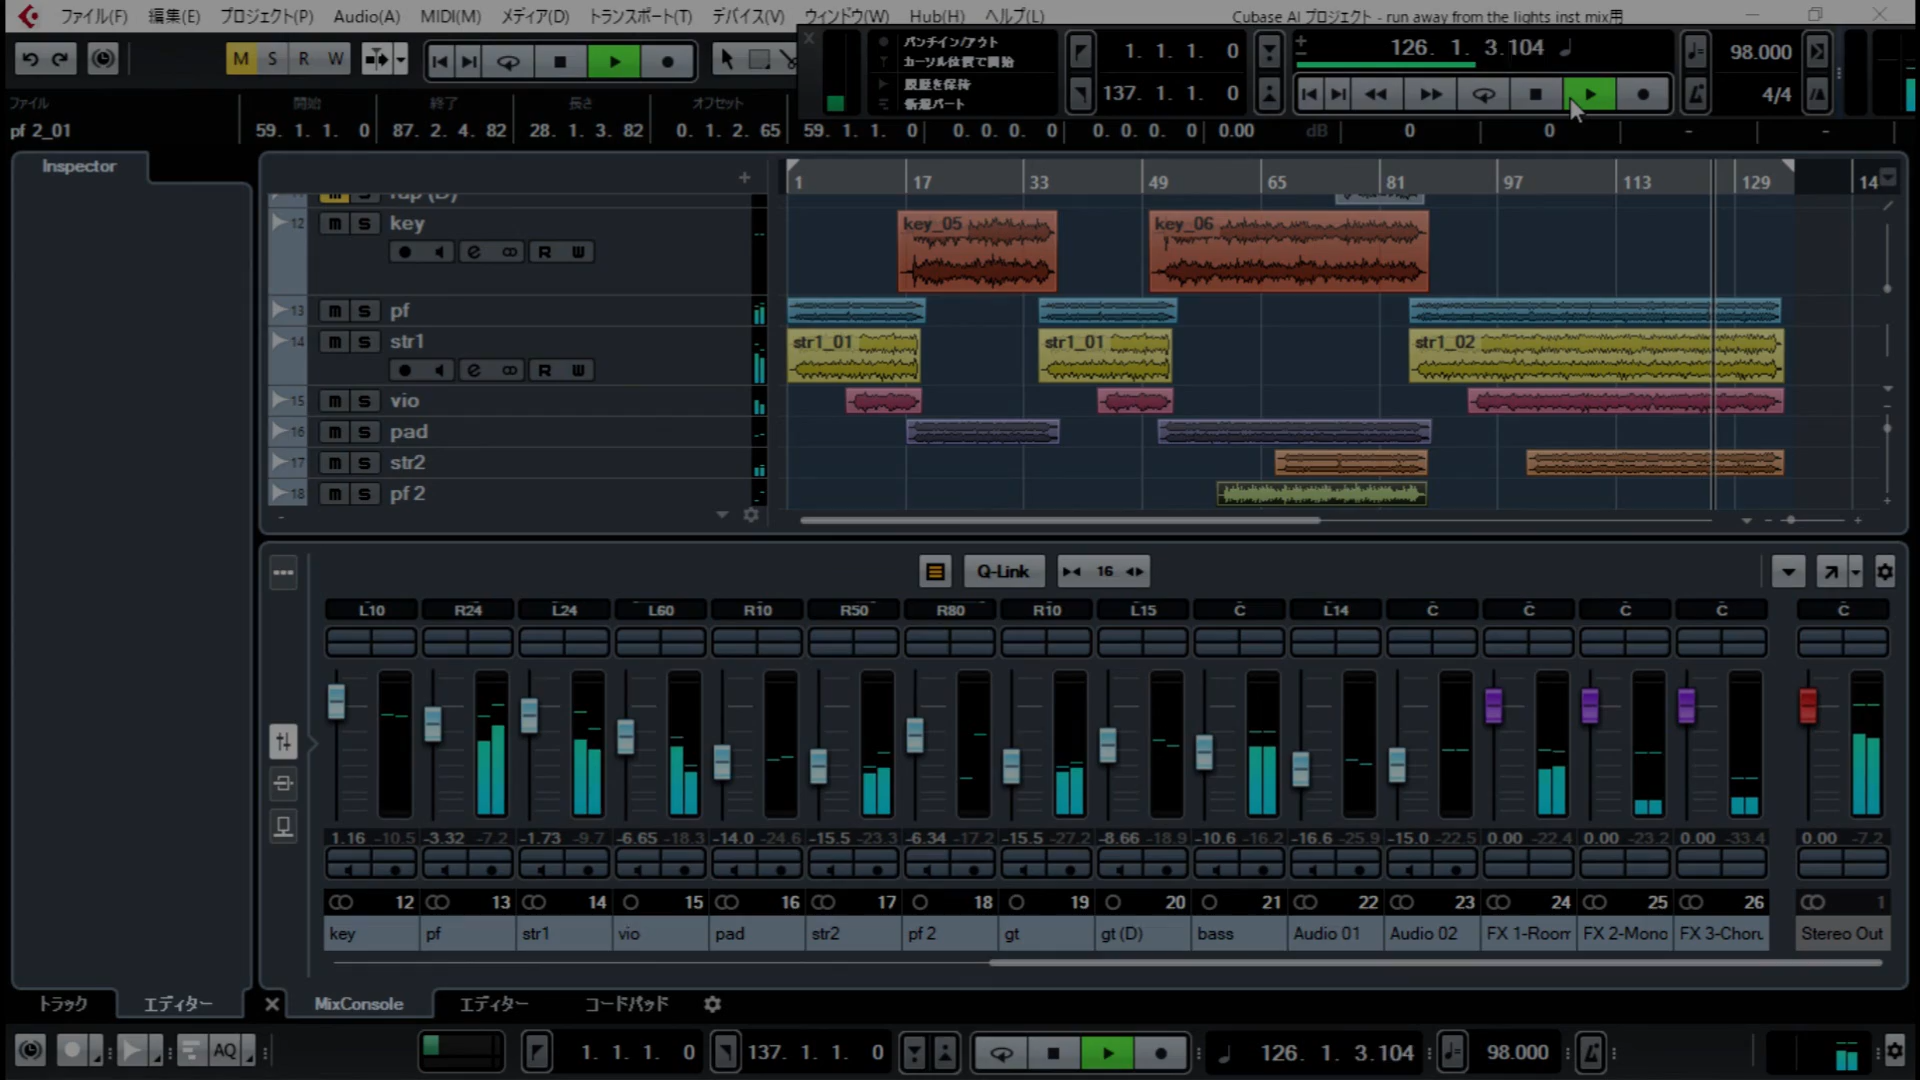 ファイル(F) 編集(E) プロジェクト(P) Audio(A) MIDI(M) メディア(D) トランスポート(T) デバイス(V) ウィンドウ(W) Hub(H) ヘルプ(L) Cubase AI プロジェクト - run away from the lights inst mix用
M S R W
パンチイン/アウト
カーソル位置で開始
履歴を保持
新規パート
1. 1. 1. 0
137. 1. 1. 0
126. 1. 3.104
98.000
4/4
ファイル 開始 終了 長さ オフセット
pf 2_01 59. 1. 1. 0 87. 2. 4. 82 28. 1. 3. 82 0. 1. 2. 65 59. 1. 1. 0 0. 0. 0. 0 0. 0. 0. 0 0.00 dB 0 0 - -
Inspector
1 17 33 49 65 81 97 113 129 14
12 m S key
R W
key_05 key_06
13 m S pf
14 m S str1
R W
str1_01 str1_01 str1_02
15 m S vio
16 m S pad
17 m S str2
18 m S pf 2
Q-Link 16
L10 R24 L24 L60 R10 R50 R80 R10 L15 C L14 C C C C C
1.16 -10.5 -3.32 -7.2 -1.73 -9.7 -6.65 -18.3 -14.0 -24.6 -15.5 -23.3 -6.34 -17.2 -15.5 -27.2 -8.66 -18.9 -10.6 -16.2 -16.6 -25.9 -15.0 -22.5 0.00 -22.4 0.00 -23.2 0.00 -33.4 0.00 -7.2
12 13 14 15 16 17 18 19 20 21 22 23 24 25 26 1
key pf str1 vio pad str2 pf 2 gt gt (D) bass Audio 01 Audio 02 FX 1-Room FX 2-Mono FX 3-Choru Stereo Out
トラック エディター MixConsole エディター コードパッド
AQ 1. 1. 1. 0 137. 1. 1. 0 126. 1. 3.104 98.000